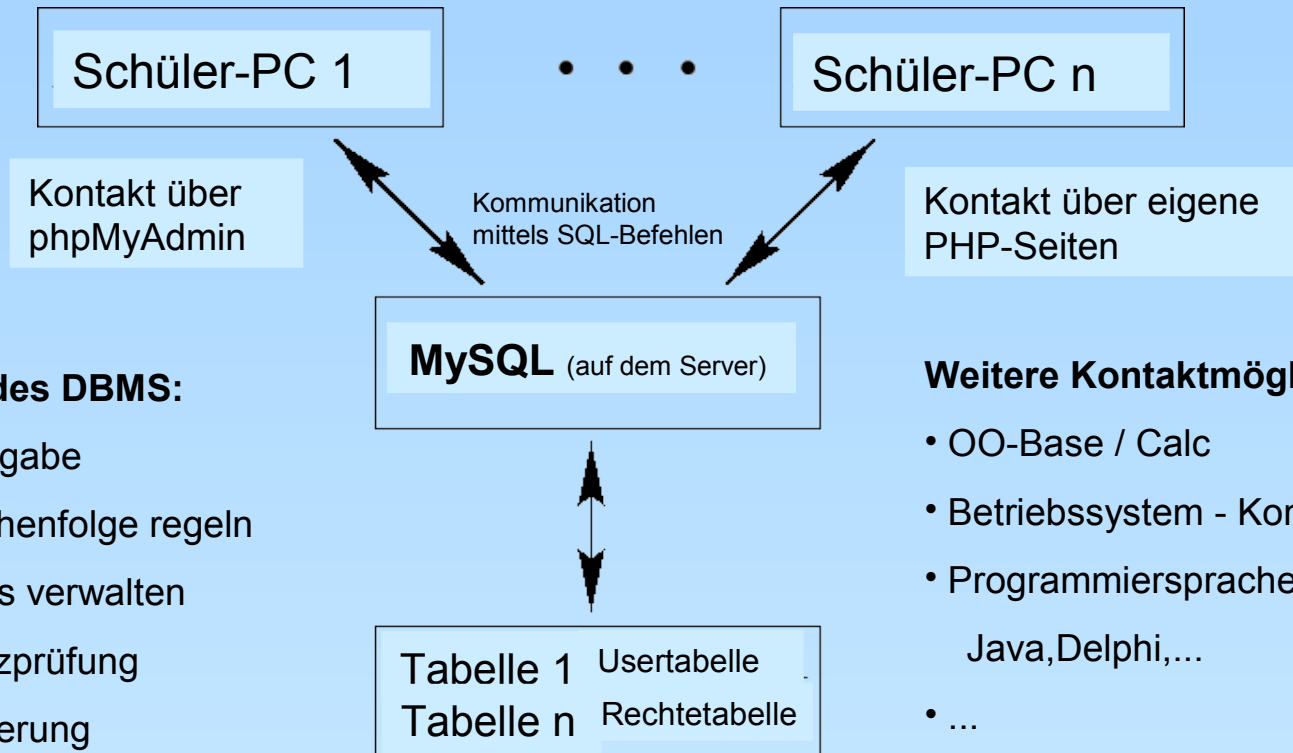 Schüler-PC 1
• • •
Schüler-PC n
Kontakt über
phpMyAdmin
Kommunikation
mittels SQL-Befehlen
Kontakt über eigene
PHP-Seiten
MySQL (auf dem Server)
des DBMS:
gabe
henfolge regeln
s verwalten
zprüfung
erung
Weitere Kontaktmögl
• OO-Base / Calc
• Betriebssystem - Kon
• Programmiersprache
Java,Delphi,...
• ...
Tabelle 1 Usertabelle
Tabelle n Rechtetabelle